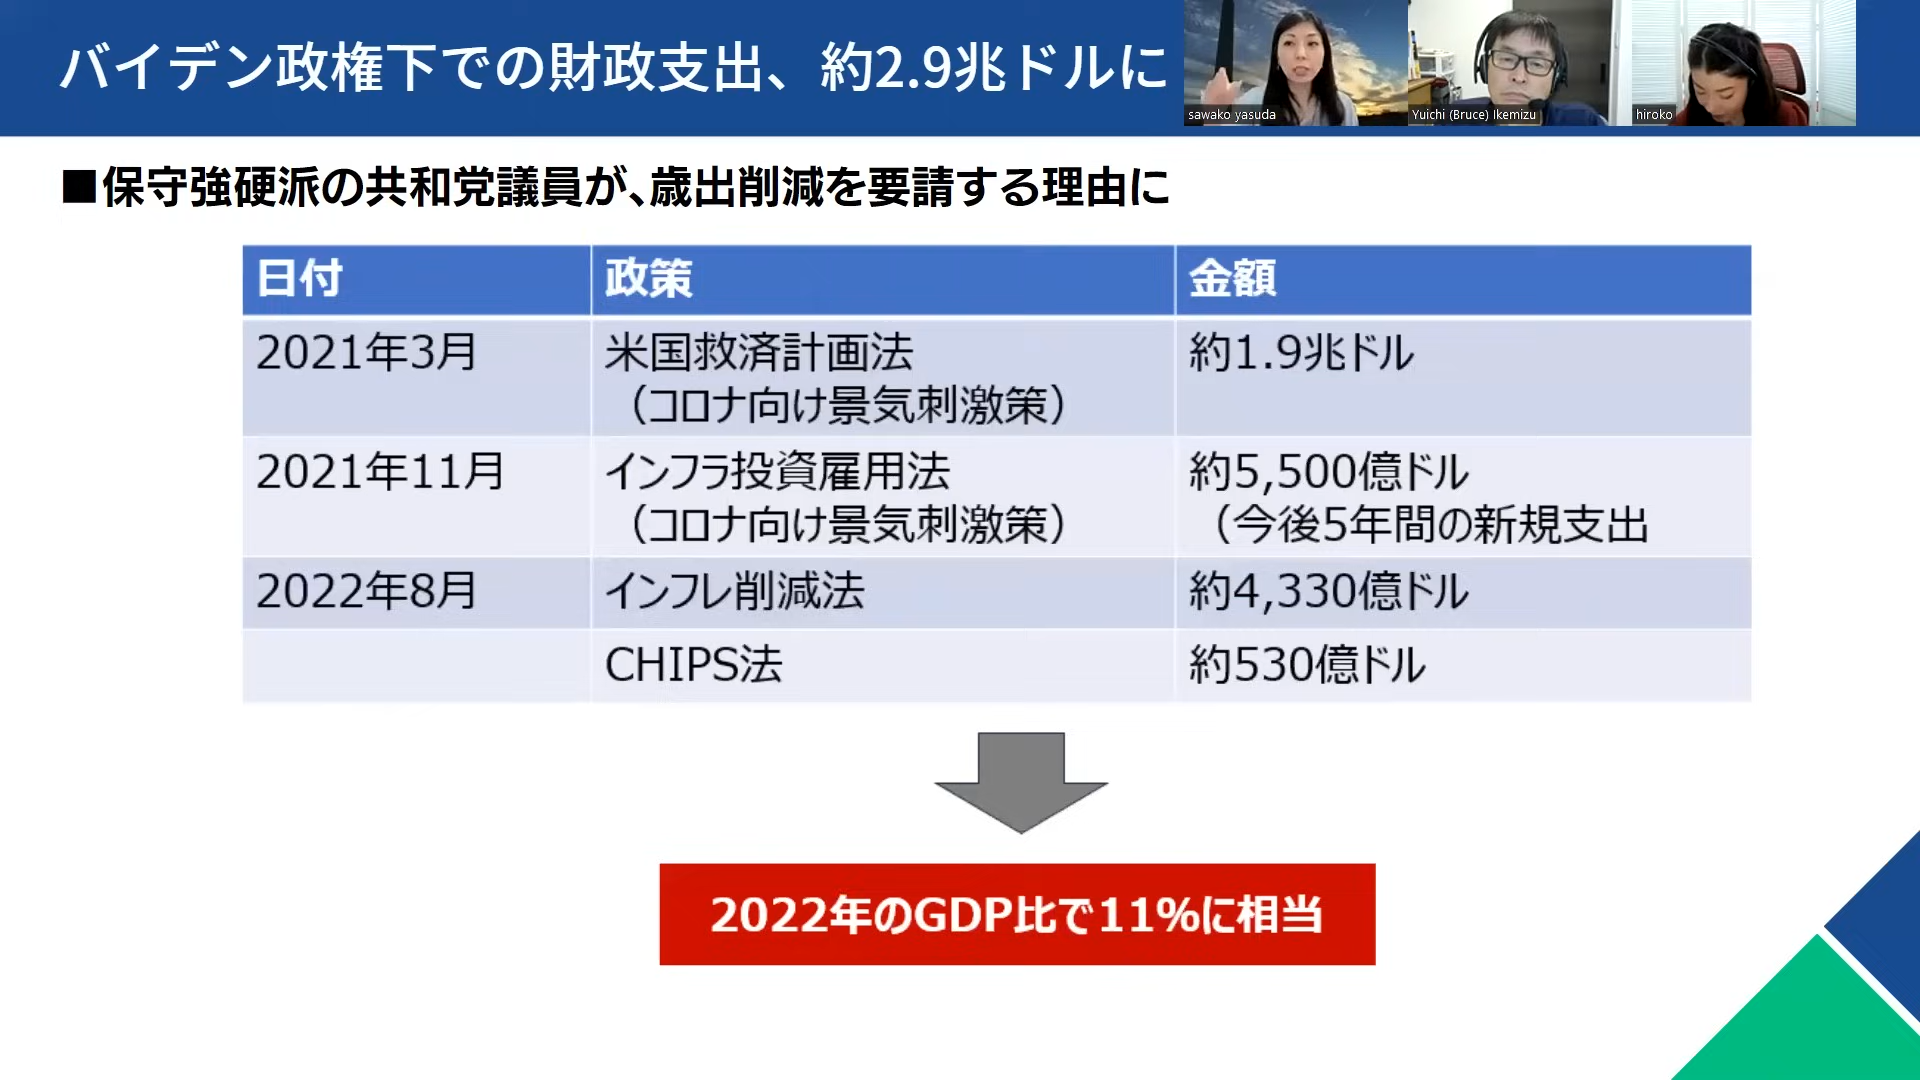 バイデン政権下での財政支出、約2.9兆ドルに
sawako yasuda
Yuichi (Bruce) Ikemizu
hiroko
■保守強硬派の共和党議員が、歳出削減を要請する理由に
日付 政策 金額
2021年3月 米国救済計画法 約1.9兆ドル
（コロナ向け景気刺激策）
2021年11月 インフラ投資雇用法 約5,500億ドル
（コロナ向け景気刺激策） （今後5年間の新規支出
2022年8月 インフレ削減法 約4,330億ドル
CHIPS法 約530億ドル
2022年のGDP比で11%に相当